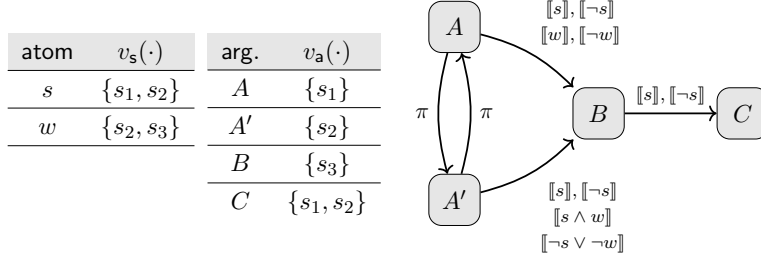 atom v_s(·)
s {s_1, s_2}
w {s_2, s_3}
arg. v_a(·)
A {s_1}
A′ {s_2}
B {s_3}
C {s_1, s_2}
A
⟦s⟧, ⟦¬s⟧
⟦w⟧, ⟦¬w⟧
π
π
B
⟦s⟧, ⟦¬s⟧
C
A′
⟦s⟧, ⟦¬s⟧
⟦s ∧ w⟧
⟦¬s ∨ ¬w⟧